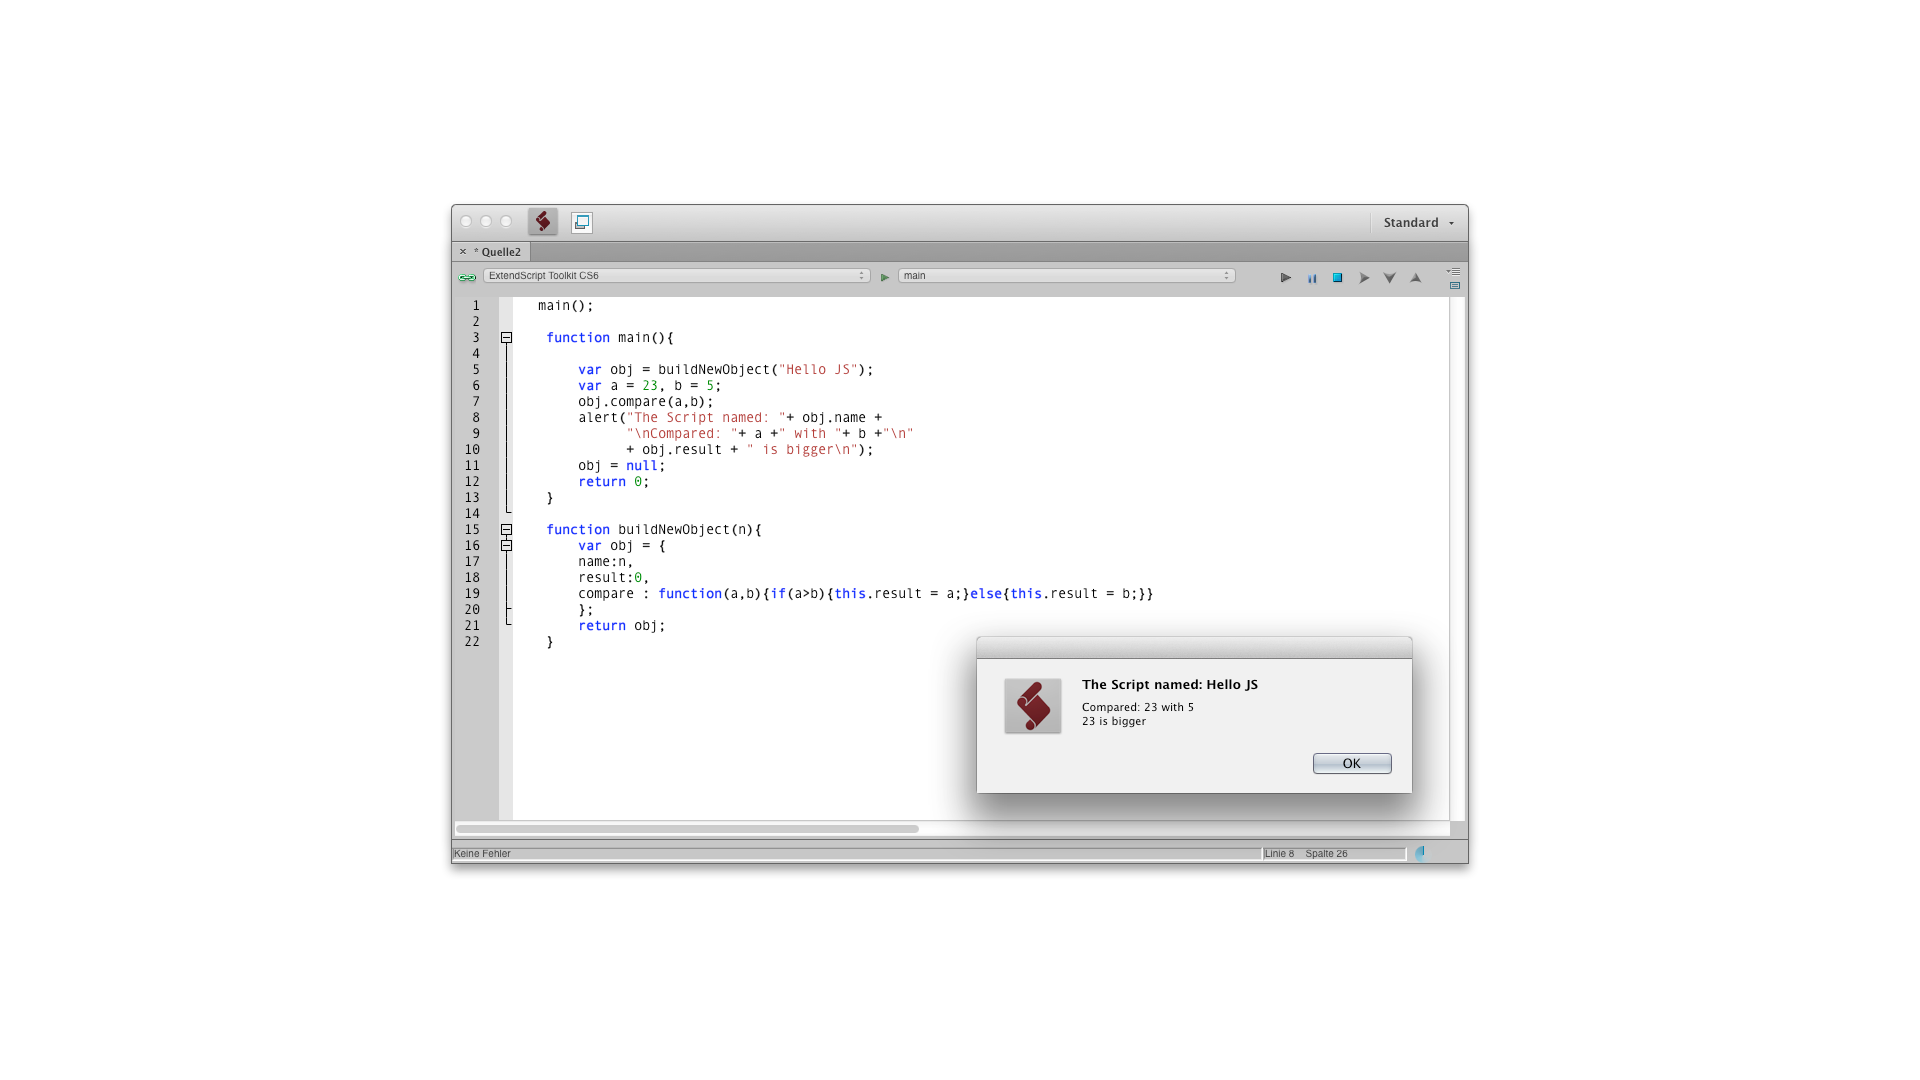 Standard
× * Quelle2
ExtendScript Toolkit CS6 main
1 main();
2
3 function main(){
4
5 var obj = buildNewObject("Hello JS");
6 var a = 23, b = 5;
7 obj.compare(a,b);
8 alert("The Script named: "+ obj.name +
9 "\nCompared: "+ a +" with "+ b +"\n"
10 + obj.result + " is bigger\n");
11 obj = null;
12 return 0;
13 }
14
15 function buildNewObject(n){
16 var obj = {
17 name:n,
18 result:0,
19 compare : function(a,b){if(a>b){this.result = a;}else{this.result = b;}}
20 };
21 return obj;
22 }
The Script named: Hello JS
Compared: 23 with 5
23 is bigger
OK
Keine Fehler Linie 8 Spalte 26